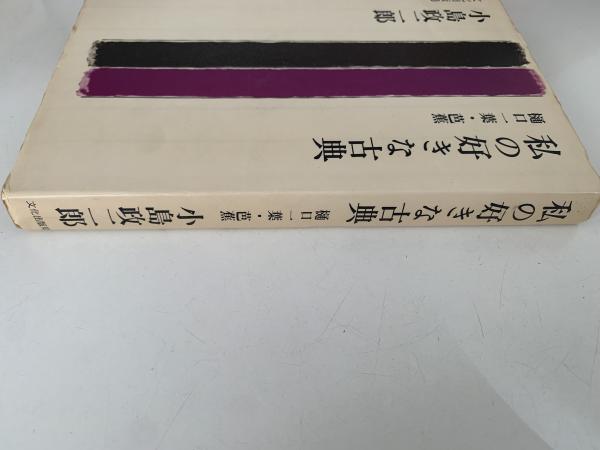 私の好きな古典
樋口一葉・芭蕉
小島政二郎
私の好きな古典
樋口一葉・芭蕉
小島政二郎
文化出版局